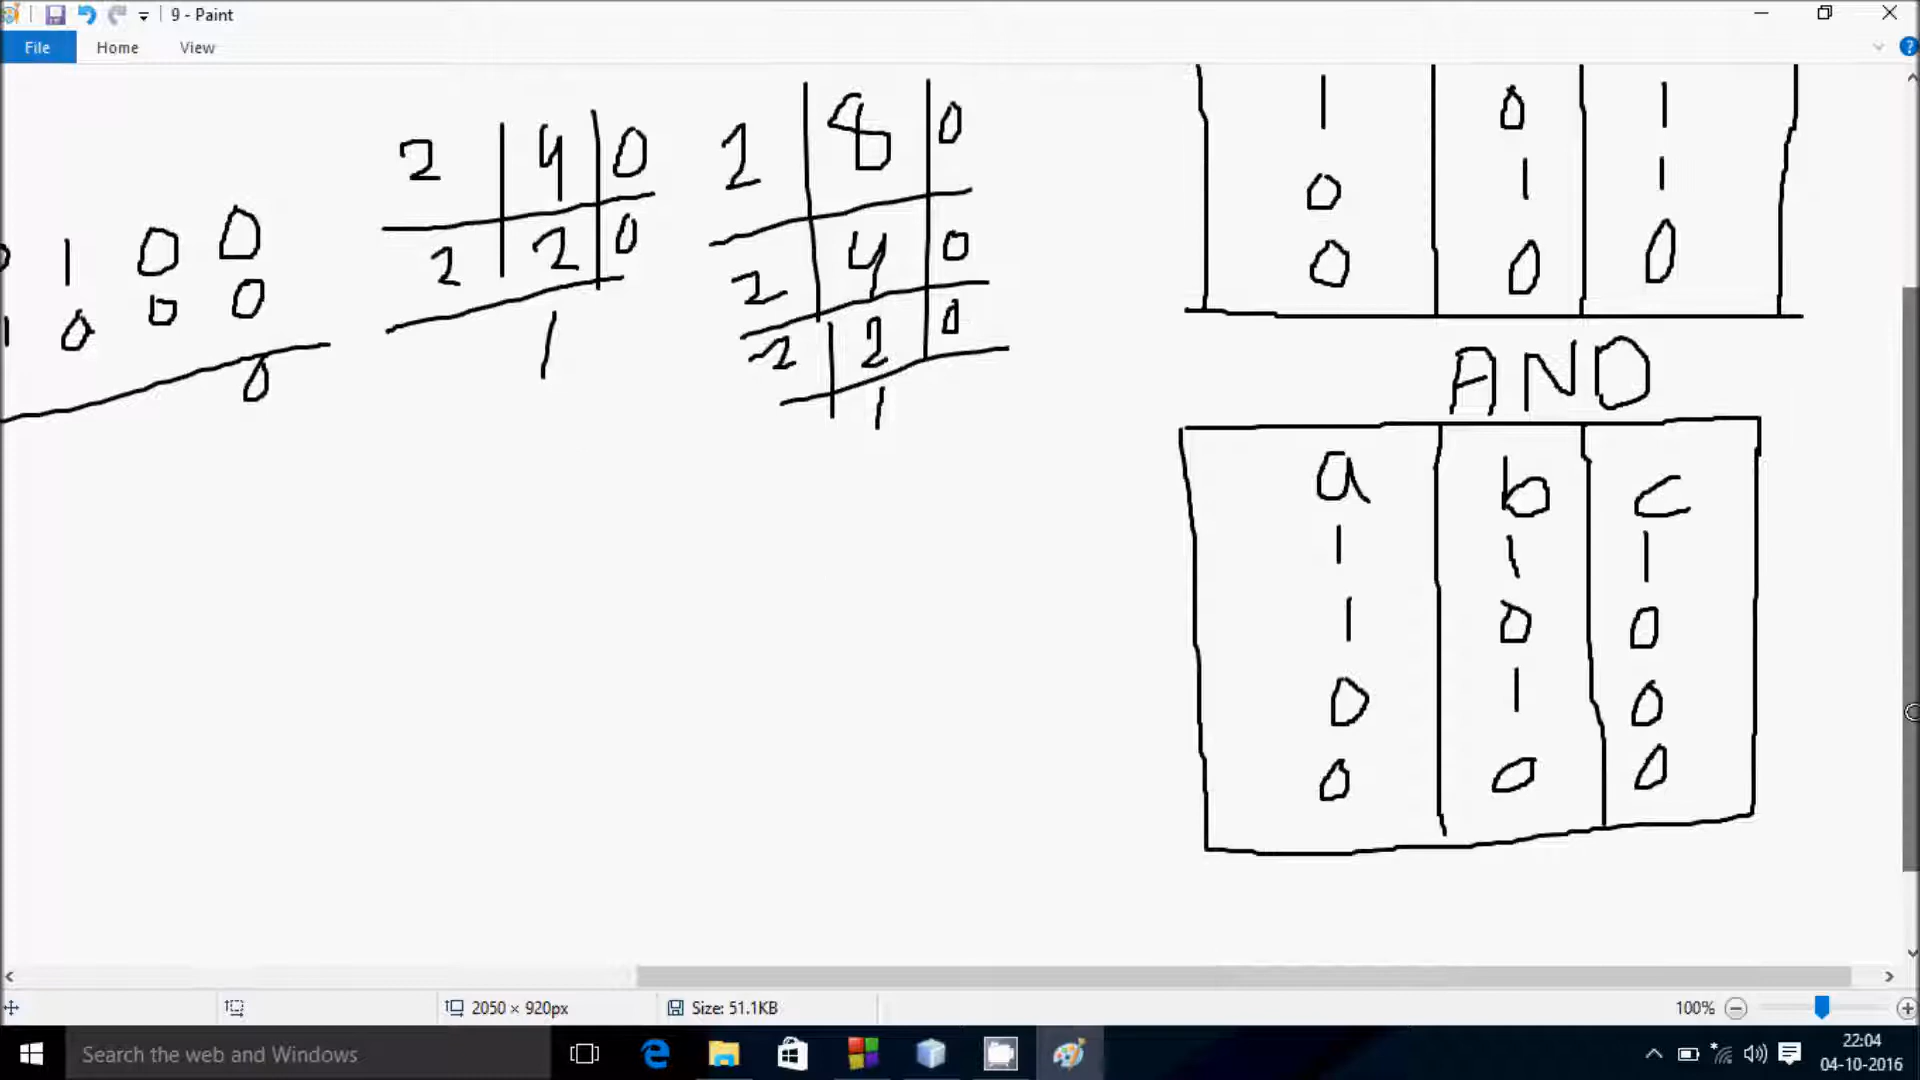 9 - Paint
File Home View
1 0 0
1 0 0 0
0
2 4 0
2 2 0
1
2 8 0
2 4 0
2 2 0
1
1 0 1
0 1 1
0 0 0
AND
a b c
1 1 1
1 0 0
0 1 0
0 0 0
2050 × 920px
Size: 51.1KB
100%
Search the web and Windows
22:04
04-10-2016